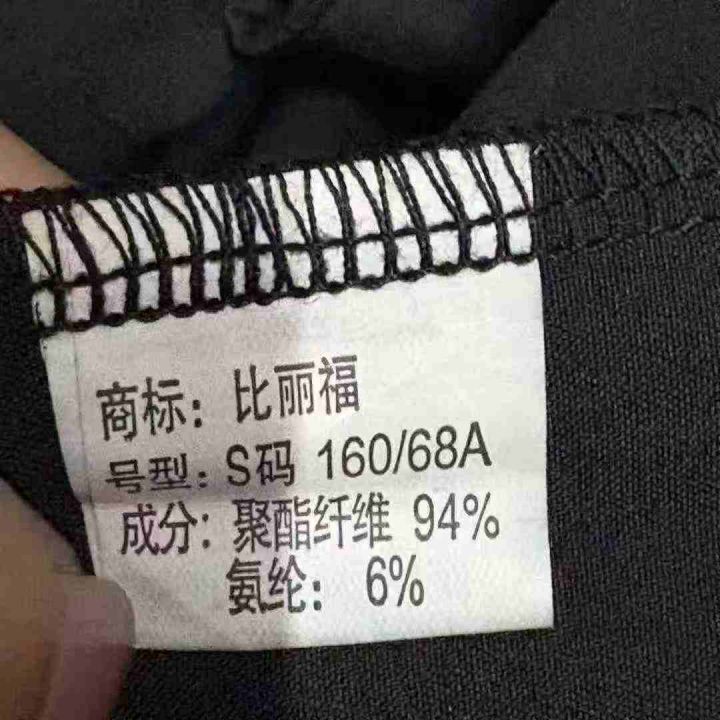 商标：比丽福
号型：S码 160/68A
成分：聚酯纤维 94%
氨纶： 6%